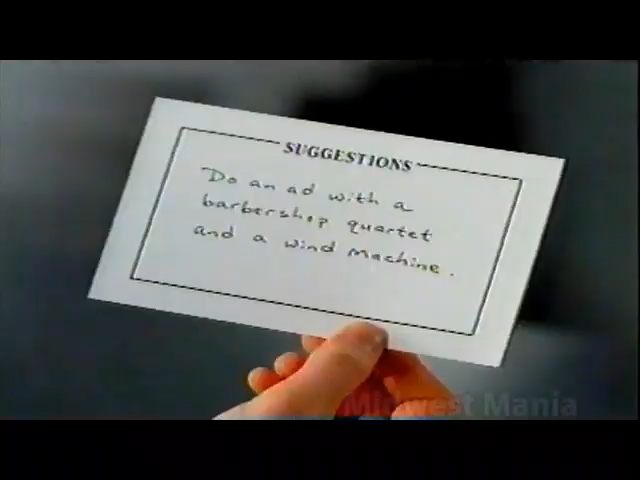 SUGGESTIONS
Do an ad with a
barbershop quartet
and a wind machine.
Midwest Mania